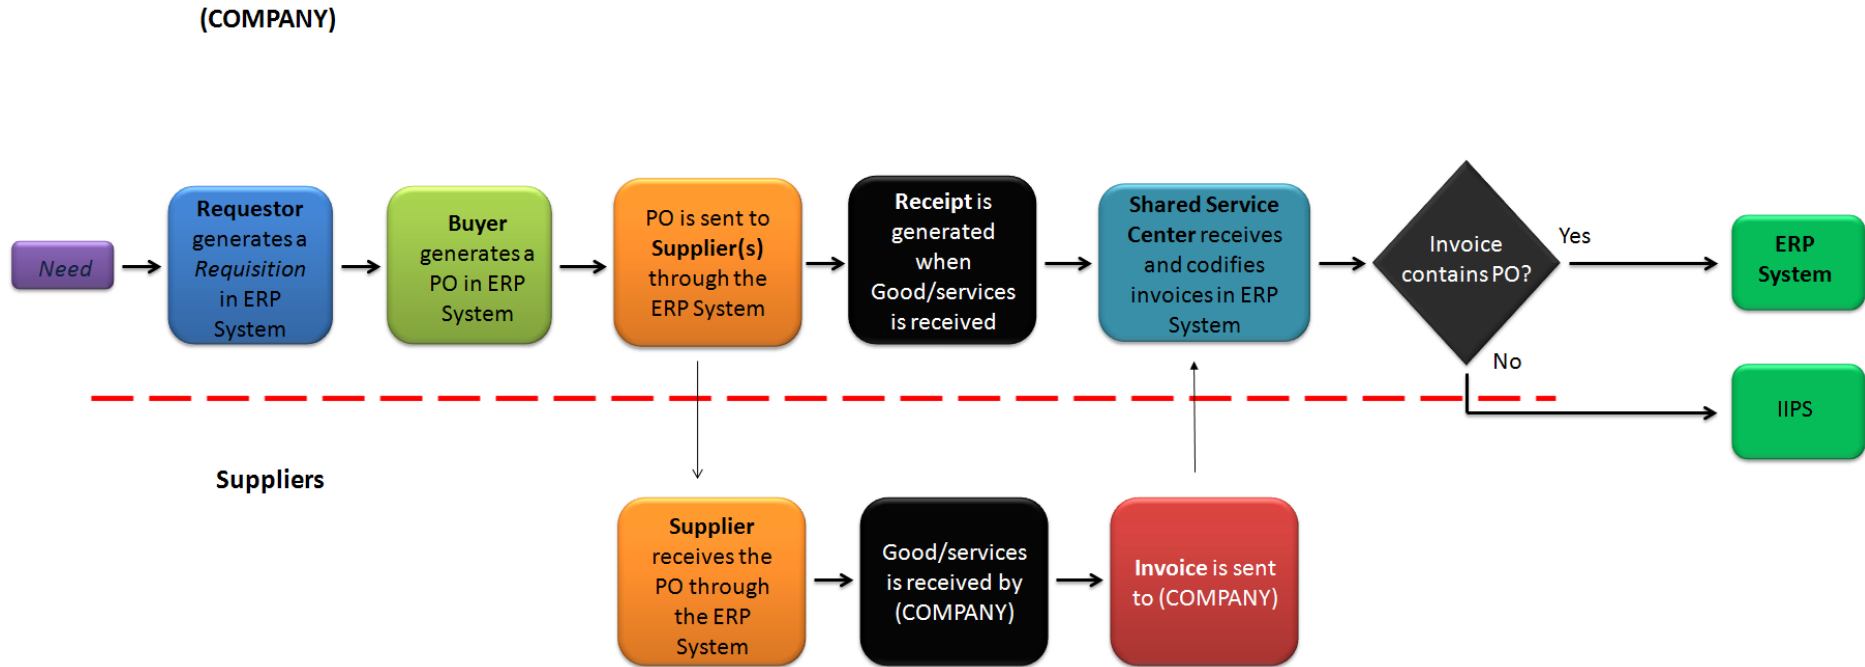 (COMPANY)
Need
Requestor
generates a
Requisition
in ERP
System
Buyer
generates a
PO in ERP
System
PO is sent to
Supplier(s)
through the
ERP System
Receipt is
generated
when
Good/services
is received
Shared Service
Center receives
and codifies
invoices in ERP
System
Invoice
contains PO?
Yes
No
ERP
System
IIPS
Suppliers
Supplier
receives the
PO through
the ERP
System
Good/services
is received by
(COMPANY)
Invoice is sent
to (COMPANY)